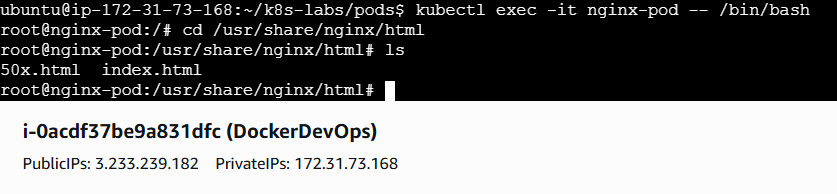 ubuntu@ip-172-31-73-168:~/k8s-labs/pods$ kubectl exec -it nginx-pod -- /bin/bash
root@nginx-pod:/# cd /usr/share/nginx/html
root@nginx-pod:/usr/share/nginx/html# ls
50x.html  index.html
root@nginx-pod:/usr/share/nginx/html#
i-0acdf37be9a831dfc (DockerDevOps)
PublicIPs: 3.233.239.182    PrivateIPs: 172.31.73.168